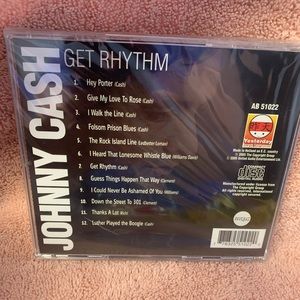 JOHNNY CASH
GET RHYTHM
AB 51022
1. Hey Porter (Cash)
2. Give My Love To Rose (Cash)
3. I Walk the Line (Cash)
4. Folsom Prison Blues (Cash)
5. The Rock Island Line (Ledbetter Lomax)
6. I Heard That Lonesome Whistle Blue (Williams Davis)
7. Get Rhythm (Cash)
8. Guess Things Happen That Way (Clement)
9. I Could Never Be Ashamed Of You (Williams)
10. Down the Street To 301 (Clement)
11. Thanks A Lot (Rich)
12. Luther Played the Boogie (Cash)
Yesterday